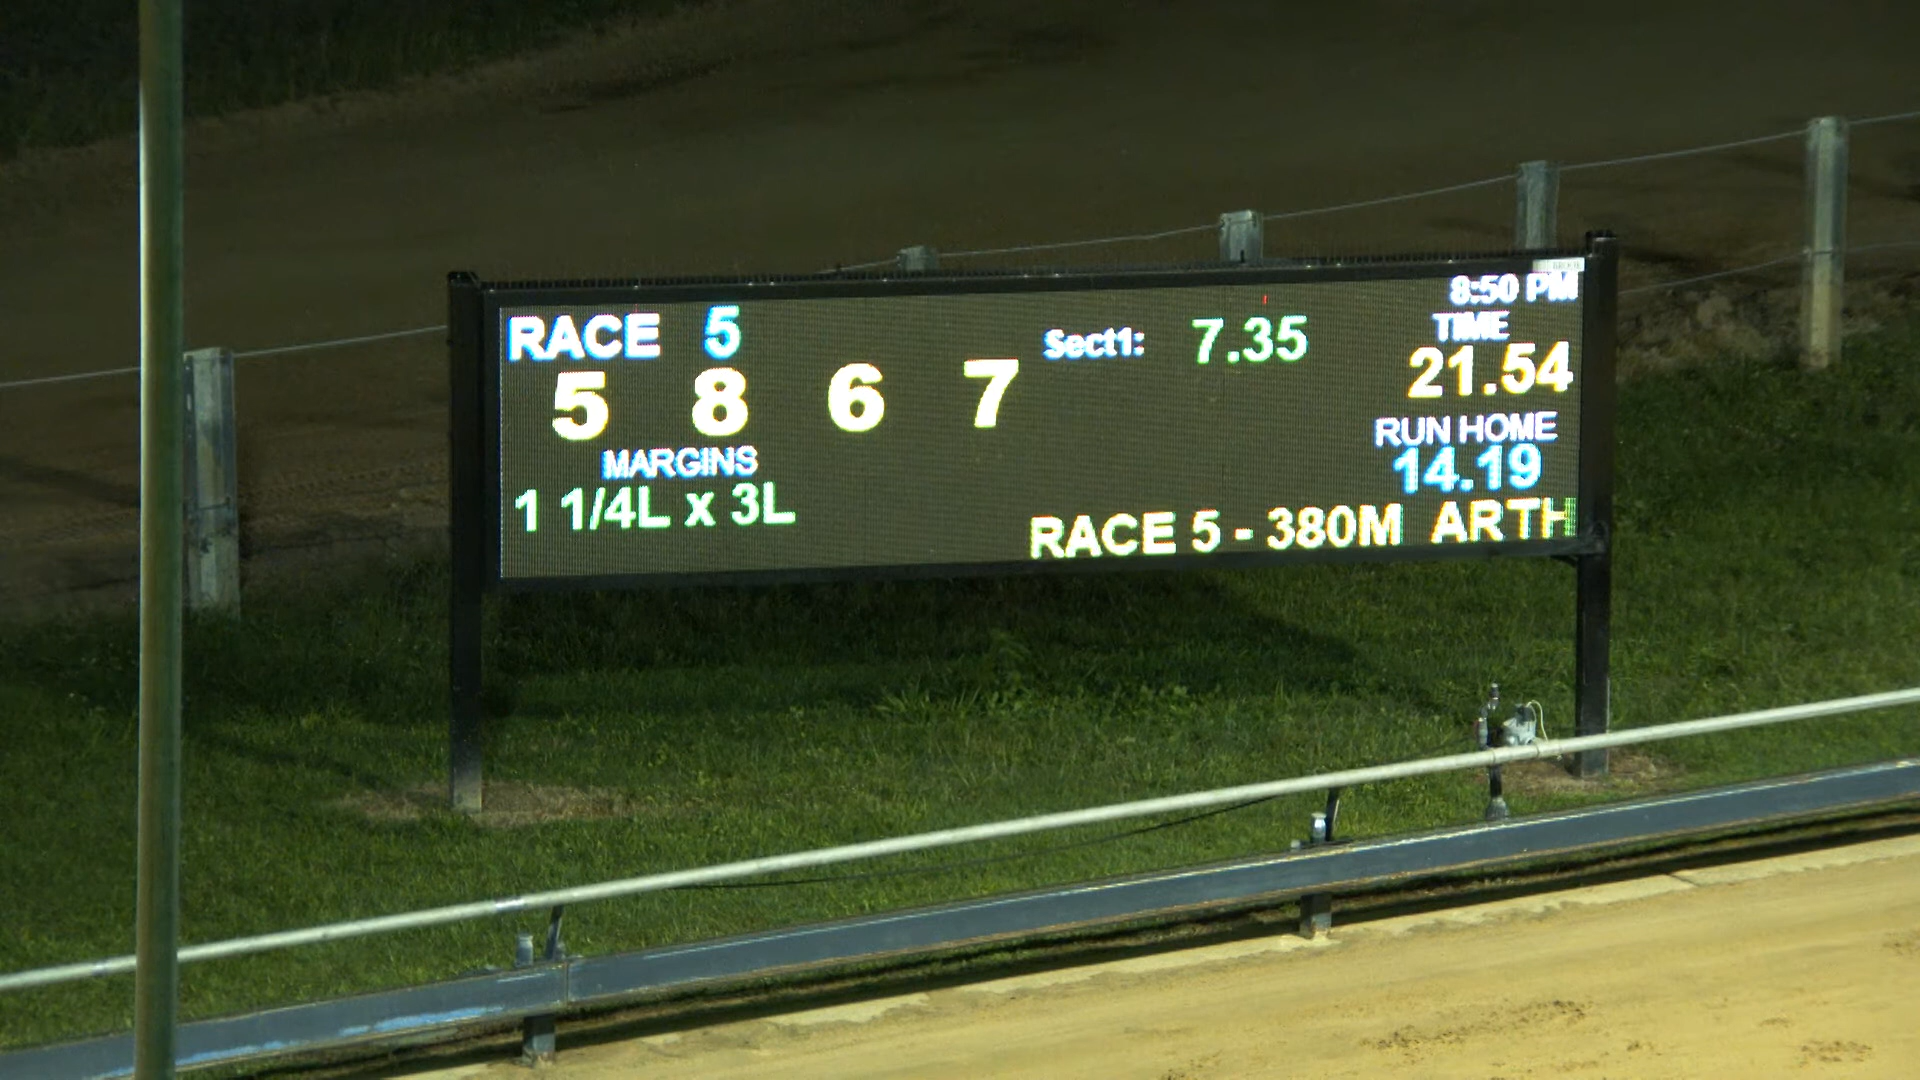 8:50 PM
RACE 5
Sect1: 7.35
TIME
21.54
5 8 6 7
RUN HOME
14.19
MARGINS
1 1/4L x 3L
RACE 5 - 380M ARTH